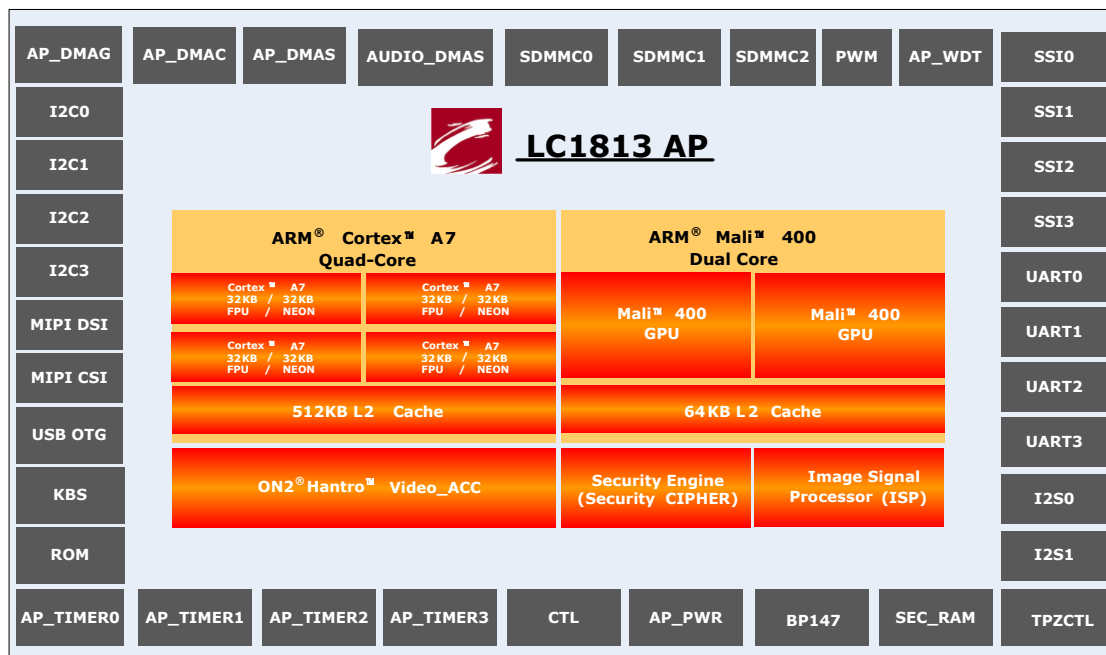 AP_DMAG
AP_DMAC
AP_DMAS
AUDIO_DMAS
SDMMC0
SDMMC1
SDMMC2
PWM
AP_WDT
SSI0
I2C0
I2C1
I2C2
I2C3
MIPI DSI
MIPI CSI
USB OTG
KBS
ROM
LC1813 AP
ARM® Cortex™ A7
Quad-Core
Cortex™ A7
32KB / 32KB
FPU / NEON
Cortex™ A7
32KB / 32KB
FPU / NEON
Cortex™ A7
32KB / 32KB
FPU / NEON
Cortex™ A7
32KB / 32KB
FPU / NEON
512KB L2 Cache
ARM® Mali™ 400
Dual Core
Mali™ 400
GPU
Mali™ 400
GPU
64KB L2 Cache
ON2® Hantro™ Video_ACC
Security Engine
(Security CIPHER)
Image Signal
Processor (ISP)
SSI1
SSI2
SSI3
UART0
UART1
UART2
UART3
I2S0
I2S1
AP_TIMER0
AP_TIMER1
AP_TIMER2
AP_TIMER3
CTL
AP_PWR
BP147
SEC_RAM
TPZCTL